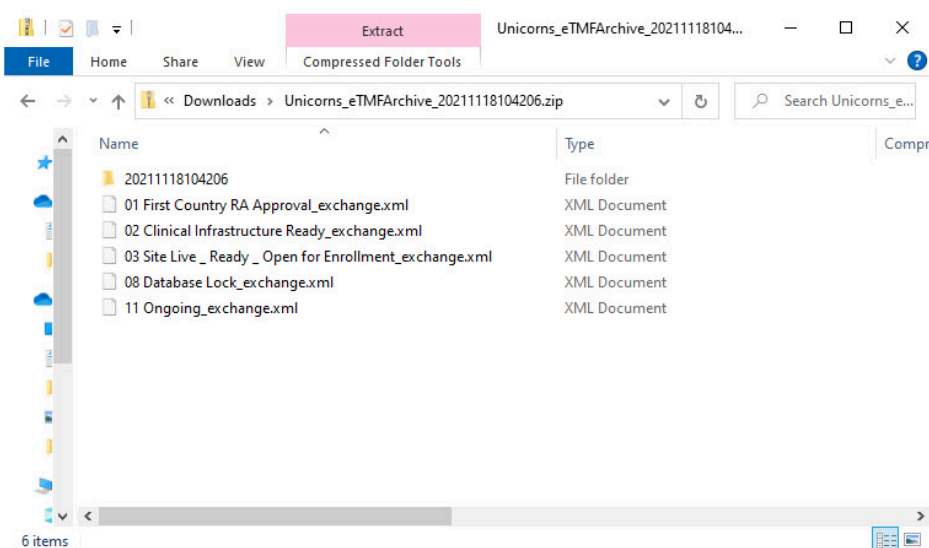 Extract
Unicorns_eTMFArchive_20211118104...
File Home Share View Compressed Folder Tools
« Downloads › Unicorns_eTMFArchive_20211118104206.zip
Search Unicorns_e...
Name Type Compr
20211118104206 File folder
01 First Country RA Approval_exchange.xml XML Document
02 Clinical Infrastructure Ready_exchange.xml XML Document
03 Site Live _ Ready _ Open for Enrollment_exchange.xml XML Document
08 Database Lock_exchange.xml XML Document
11 Ongoing_exchange.xml XML Document
6 items